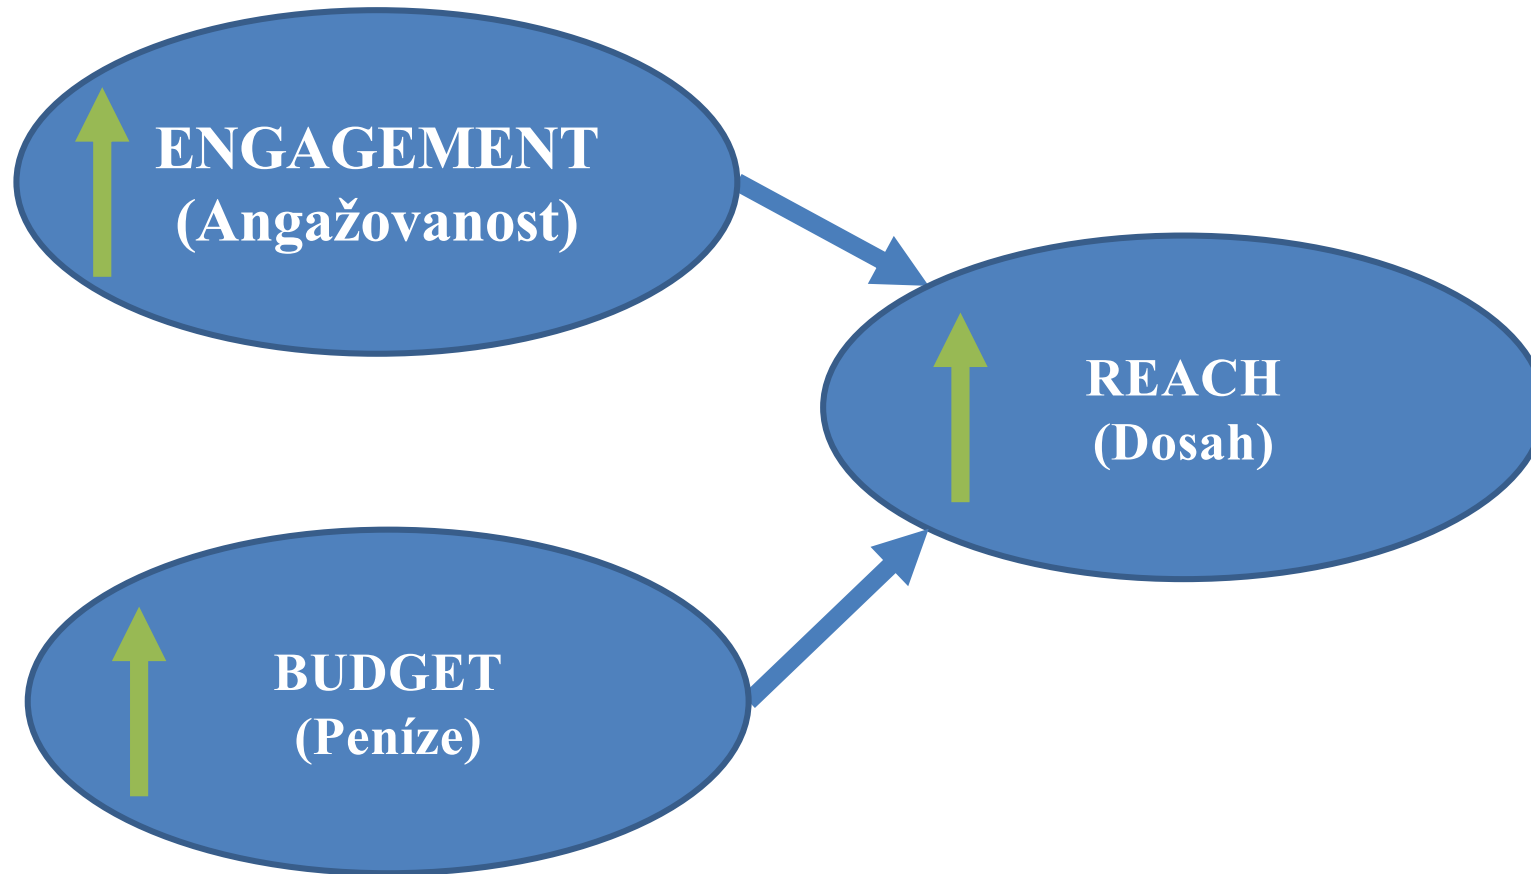 ENGAGEMENT
(Angažovanost)
REACH
(Dosah)
BUDGET
(Peníze)